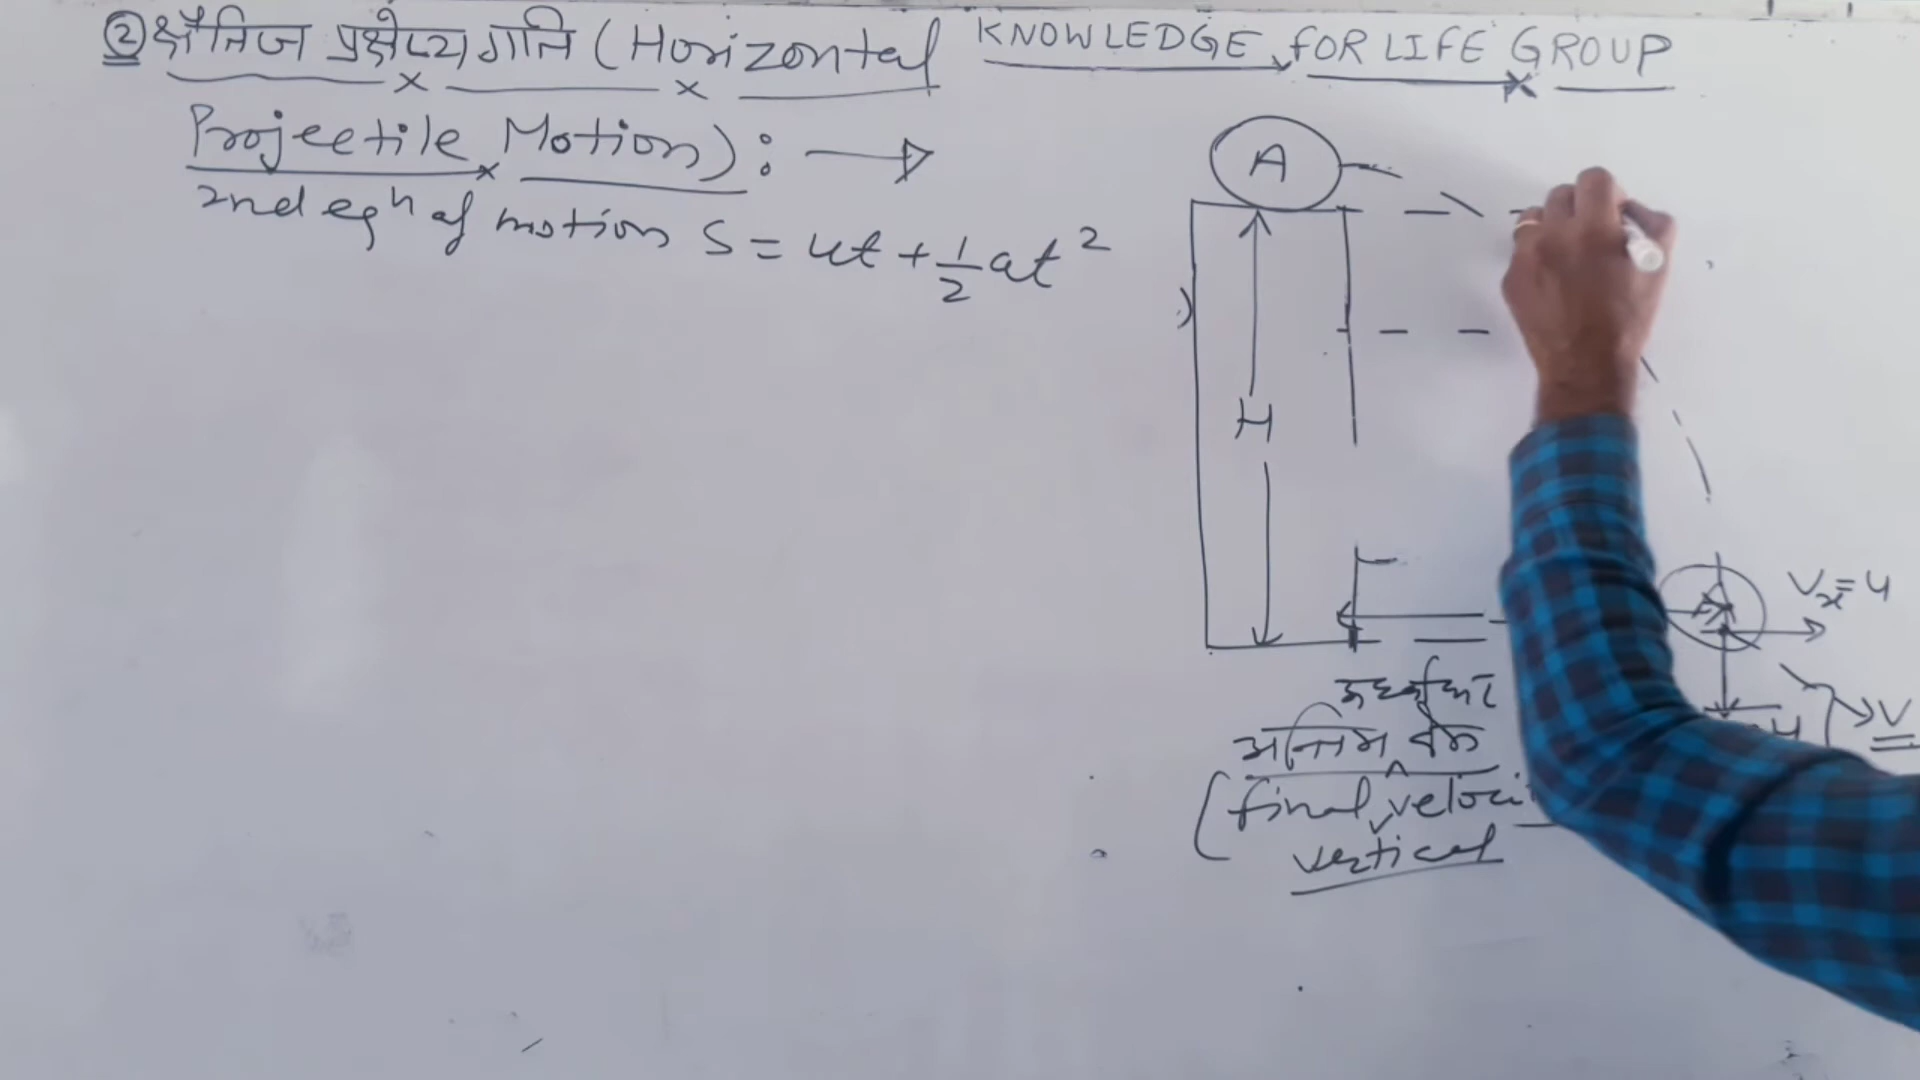 ② क्षैतिज प्रक्षेप्य गति (Horizontal
Projectile Motion) : →
2nd eqn of motion S = ut + 1/2 at²
KNOWLEDGE FOR LIFE GROUP
A
H
Vx = u
V
अन्तिम वेग
(final velocit
vertical